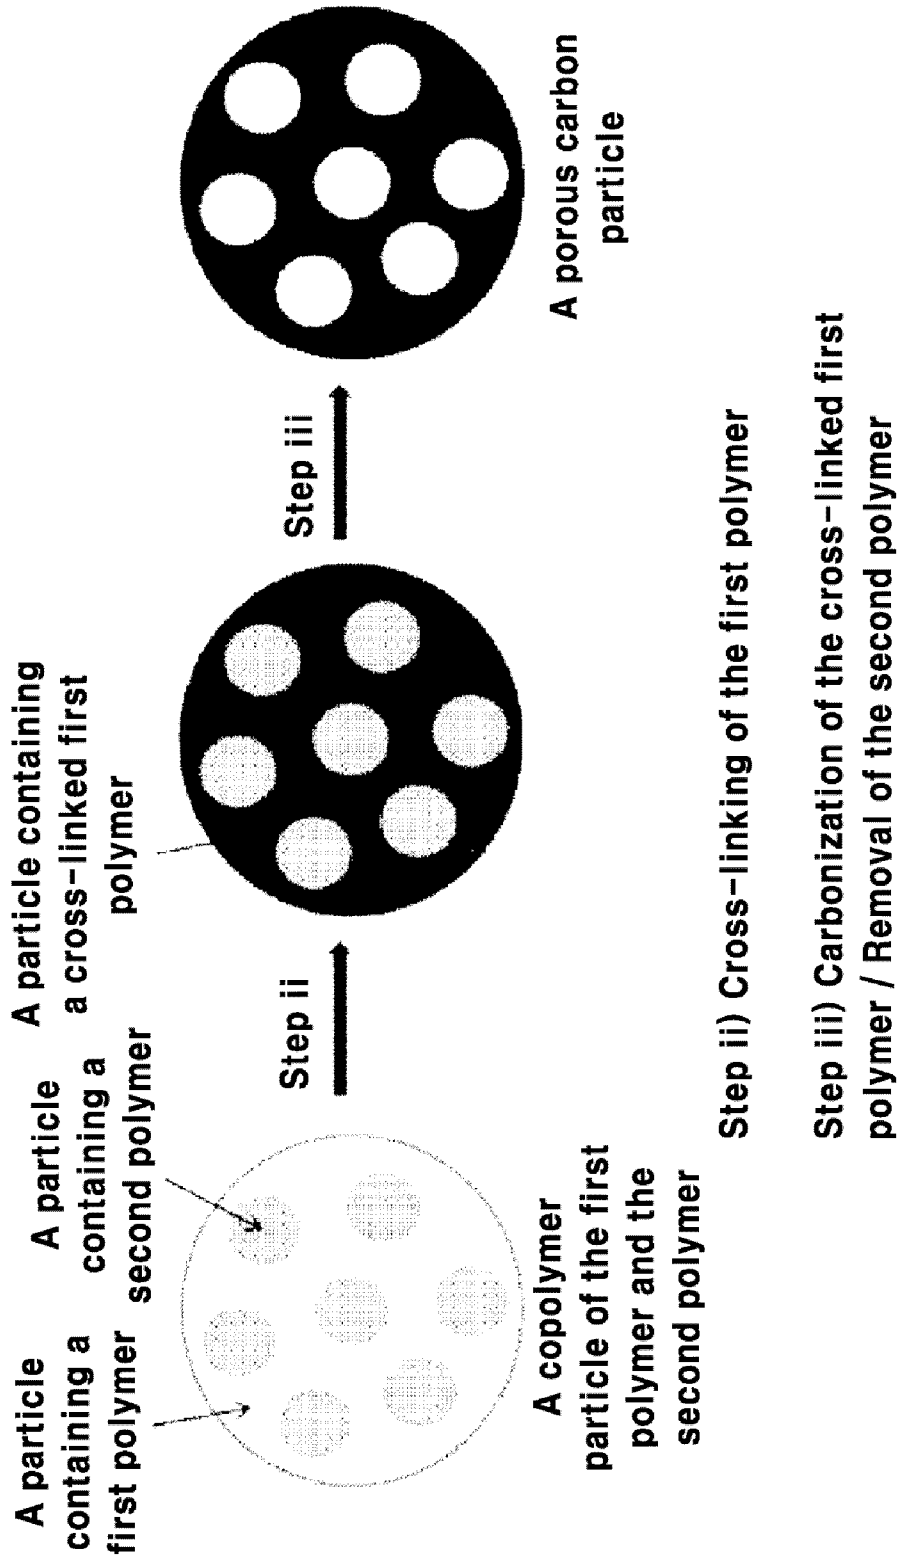 A particle
containing a
first polymer
A particle
containing a
second polymer
A particle containing
a cross-linked first
polymer
Step ii
Step iii
A copolymer
particle of the first
polymer and the
second polymer
A porous carbon
particle
Step ii) Cross-linking of the first polymer
Step iii) Carbonization of the cross-linked first
polymer / Removal of the second polymer